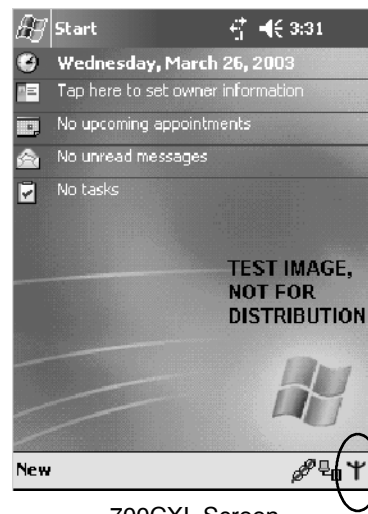 Start 3:31
Wednesday, March 26, 2003
Tap here to set owner information
No upcoming appointments
No unread messages
No tasks
TEST IMAGE,
NOT FOR
DISTRIBUTION
New
Screen